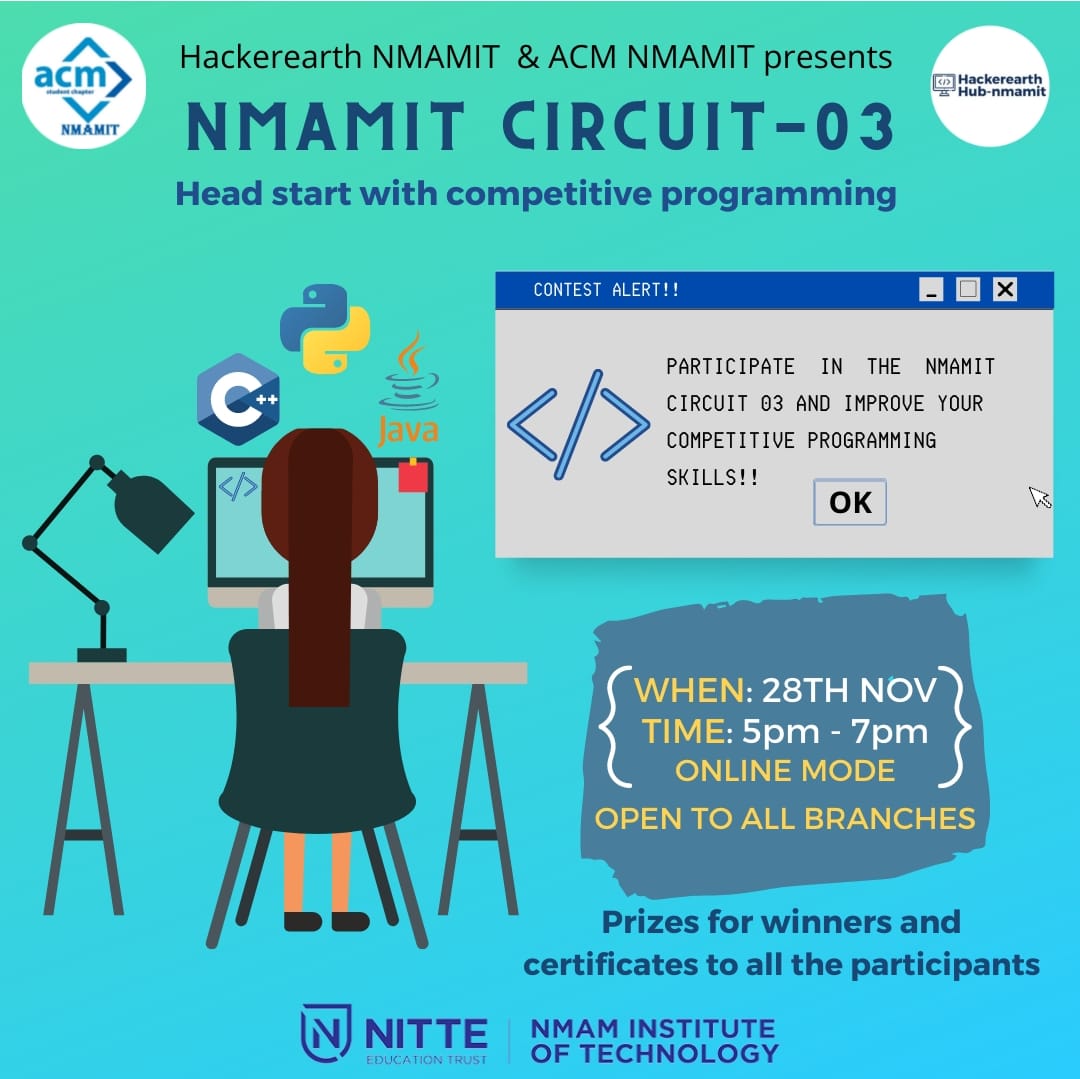 Hackerearth NMAMIT & ACM NMAMIT presents
NMAMIT CIRCUIT-03
Head start with competitive programming
acm
student chapter
NMAMIT
</>
Hackerearth
Hub-nmamit
C++
Java
</>
CONTEST ALERT!!
</>
PARTICIPATE IN THE NMAMIT
CIRCUIT 03 AND IMPROVE YOUR
COMPETITIVE PROGRAMMING
SKILLS!!
OK
{ WHEN: 28TH NOV }
TIME: 5pm - 7pm
ONLINE MODE
OPEN TO ALL BRANCHES
Prizes for winners and
certificates to all the participants
N NITTE
EDUCATION TRUST
NMAM INSTITUTE
OF TECHNOLOGY